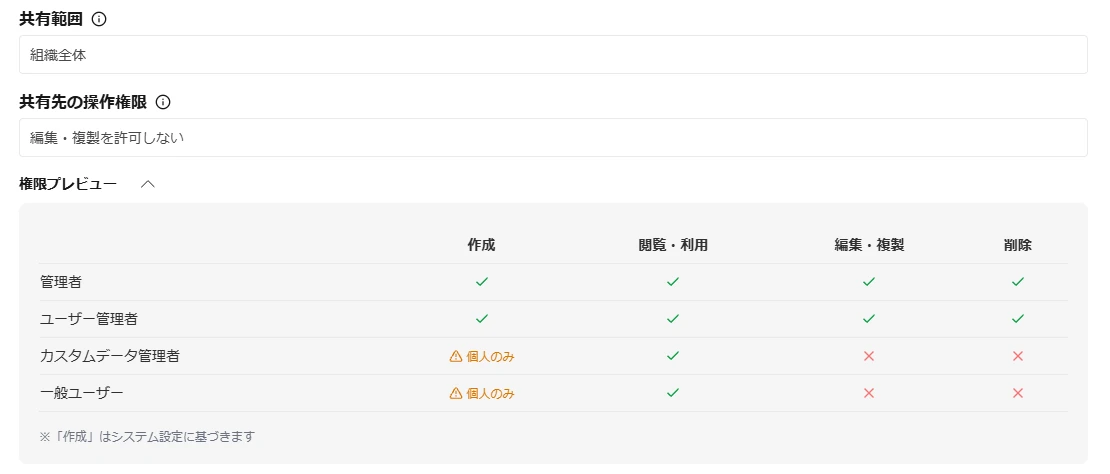 共有範囲
組織全体
共有先の操作権限
編集・複製を許可しない
権限プレビュー
作成 閲覧・利用 編集・複製 削除
管理者
ユーザー管理者
カスタムデータ管理者 個人のみ
一般ユーザー 個人のみ
※「作成」はシステム設定に基づきます